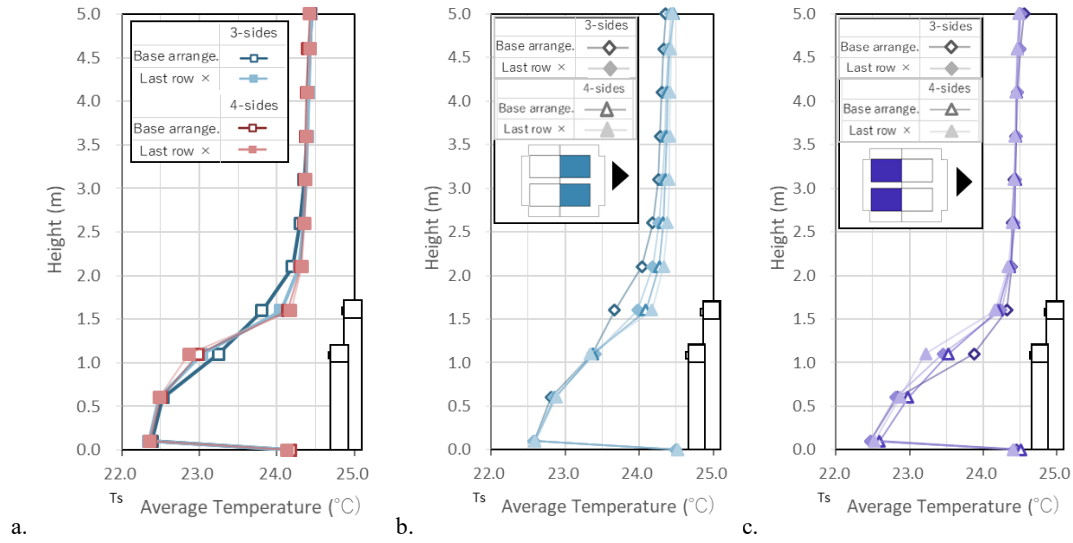 5.0
4.5
4.0
3.5
3.0
2.5
2.0
1.5
1.0
0.5
0.0
Height (m)
3-sides
Base arrange.
Last row ×
4-sides
Base arrange.
Last row ×
22.0 23.0 24.0 25.0
Ts Average Temperature (℃)
a.
5.0
4.5
4.0
3.5
3.0
2.5
2.0
1.5
1.0
0.5
0.0
Height (m)
3-sides
Base arrange.
Last row ×
4-sides
Base arrange.
Last row ×
22.0 23.0 24.0 25.0
Ts Average Temperature (℃)
b.
5.0
4.5
4.0
3.5
3.0
2.5
2.0
1.5
1.0
0.5
0.0
Height (m)
3-sides
Base arrange.
Last row ×
4-sides
Base arrange.
Last row ×
22.0 23.0 24.0 25.0
Ts Average Temperature (℃)
c.